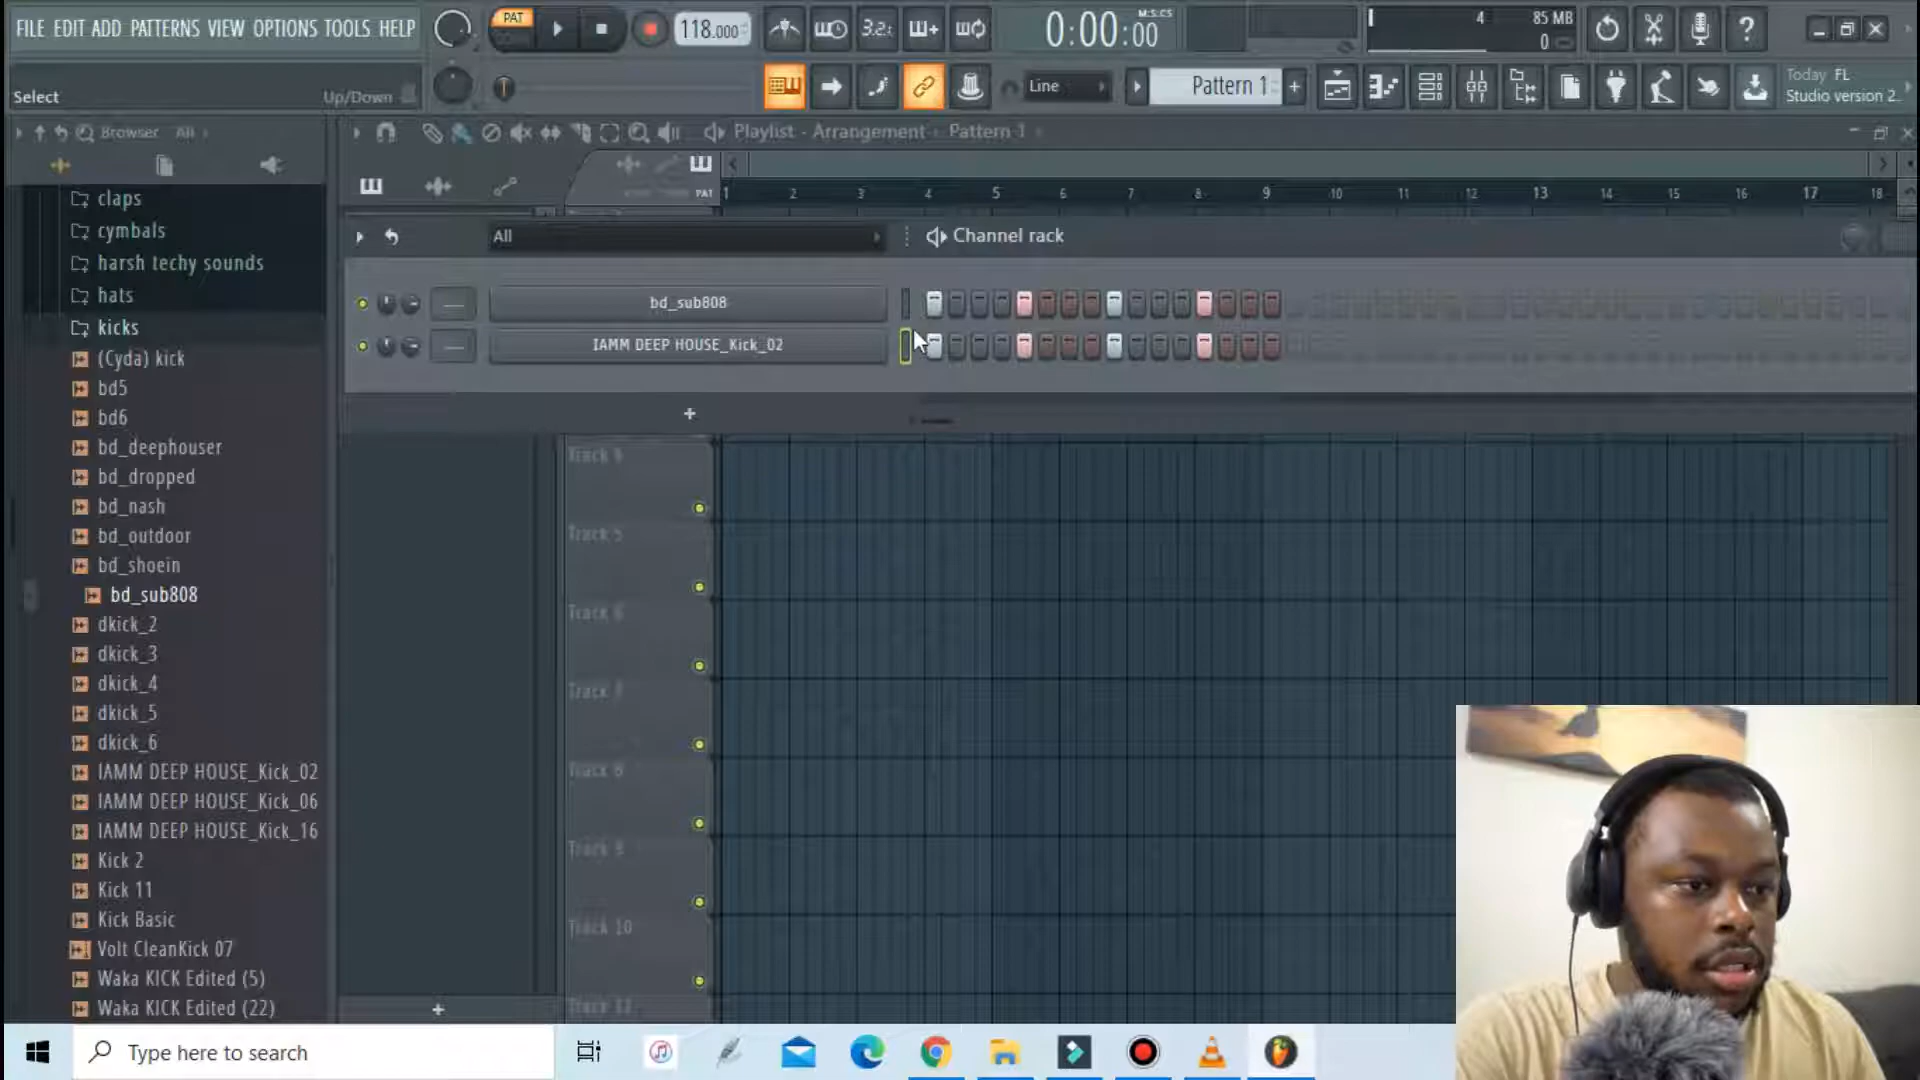 FILE EDIT ADD PATTERNS VIEW OPTIONS TOOLS HELP
PAT
118.000
3.2:
0:00:00
M:S:CS
4
85 MB
0
Select
Up/Down
Line
Pattern 1
Today FL
Studio version 2.
Browser All
Playlist - Arrangement Pattern 1
PAT
1 2 3 4 5 6 7 8 9 10 11 12 13 14 15 16 17 18
All
Channel rack
bd_sub808
IAMM DEEP HOUSE_Kick_02
claps
cymbals
harsh techy sounds
hats
kicks
(Cyda) kick
bd5
bd6
bd_deephouser
bd_dropped
bd_nash
bd_outdoor
bd_shoein
bd_sub808
dkick_2
dkick_3
dkick_4
dkick_5
dkick_6
IAMM DEEP HOUSE_Kick_02
IAMM DEEP HOUSE_Kick_06
IAMM DEEP HOUSE_Kick_16
Kick 2
Kick 11
Kick Basic
Volt CleanKick 07
Waka KICK Edited (5)
Waka KICK Edited (22)
Track 5
Track 6
Track 7
Track 8
Track 9
Track 10
Type here to search